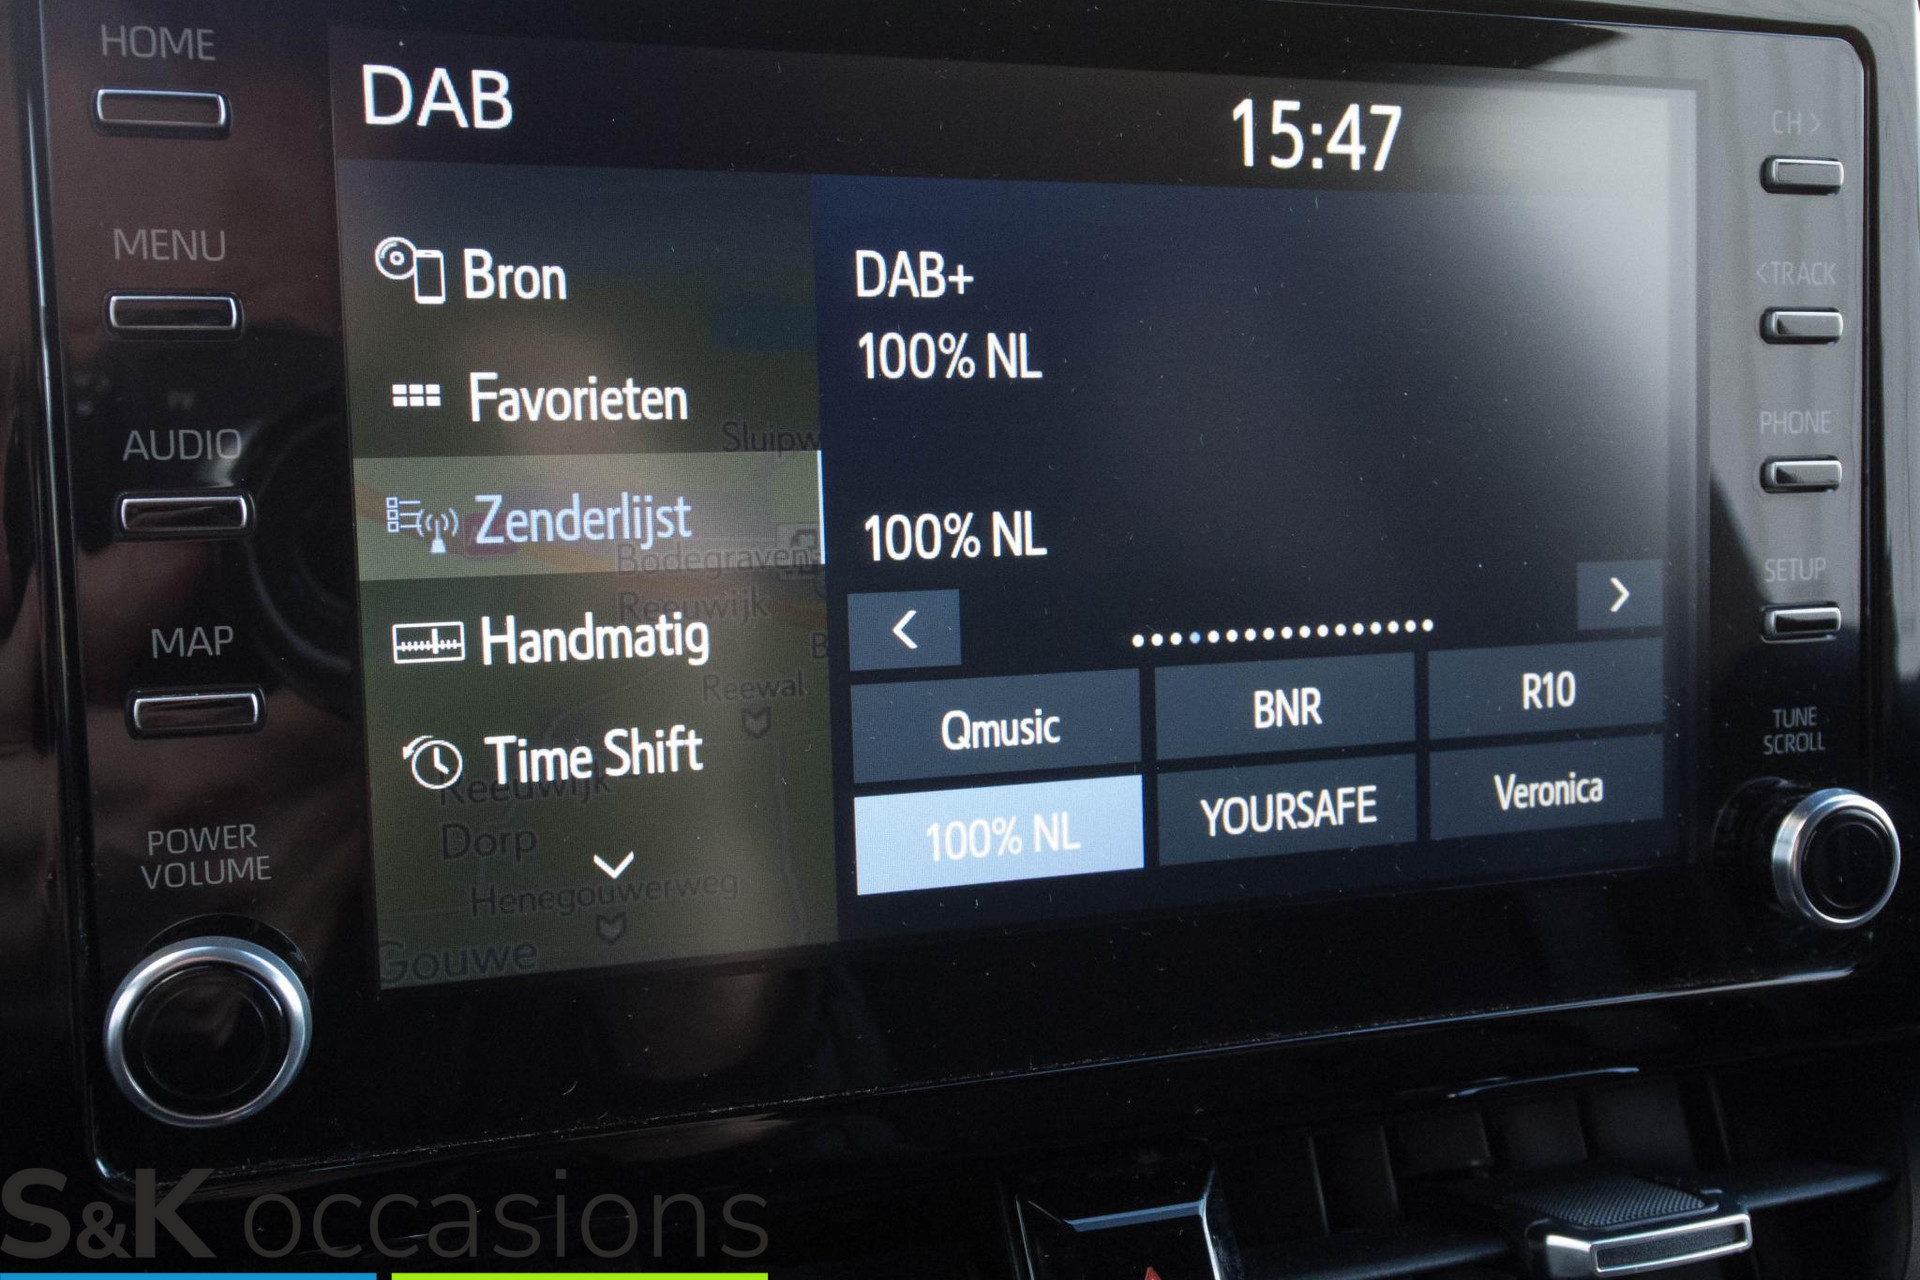 HOME
MENU
AUDIO
MAP
POWER
VOLUME
DAB
15:47
Bron
Favorieten
Zenderlijst
Handmatig
Time Shift
Bodegraven
Reeuwijk
Reewal
Reeuwijk
Dorp
Henegouwerweg
Gouwe
DAB+
100% NL
100% NL
<
>
Qmusic
BNR
R10
100% NL
YOURSAFE
Veronica
CH>
<TRACK
PHONE
SETUP
TUNE
SCROLL
S&K occasions